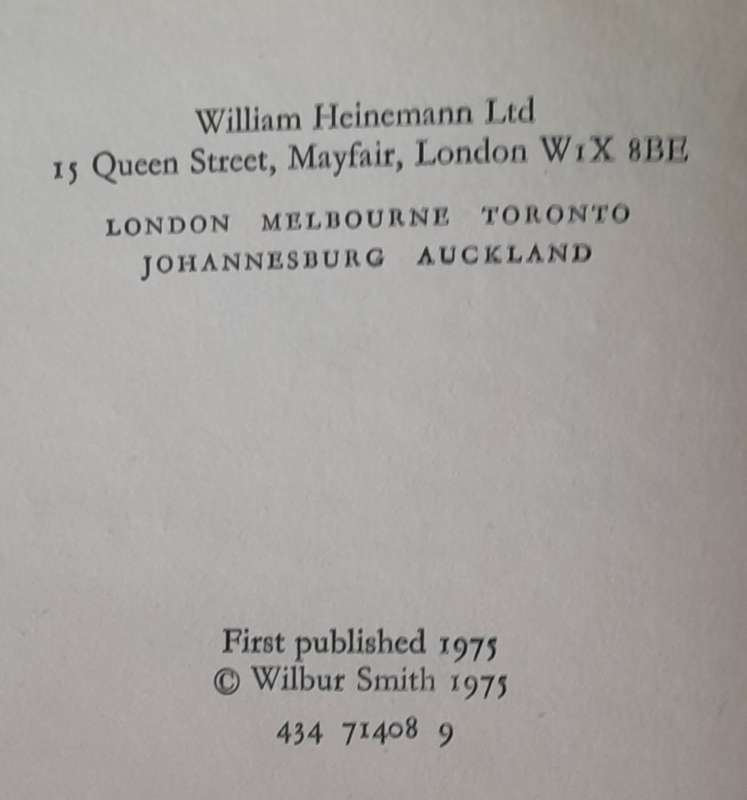 William Heinemann Ltd
15 Queen Street, Mayfair, London W1X 8BE
LONDON MELBOURNE TORONTO
JOHANNESBURG AUCKLAND
First published 1975
© Wilbur Smith 1975
434 71408 9